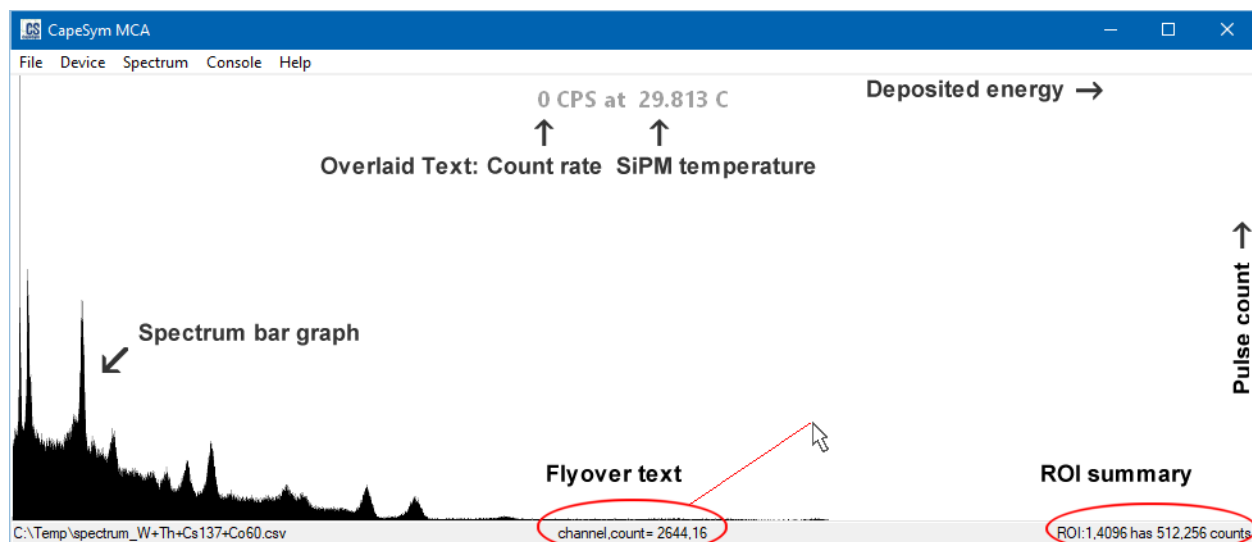 CS CapeSym MCA
File Device Spectrum Console Help
0 CPS at 29.813 C
Deposited energy →
Overlaid Text: Count rate SiPM temperature
Pulse count →
Spectrum bar graph
Flyover text
ROI summary
C:\Temp\spectrum_W+Th+Cs137+Co60.csv
channel,count= 2644,16
ROI:1,4096 has 512,256 counts